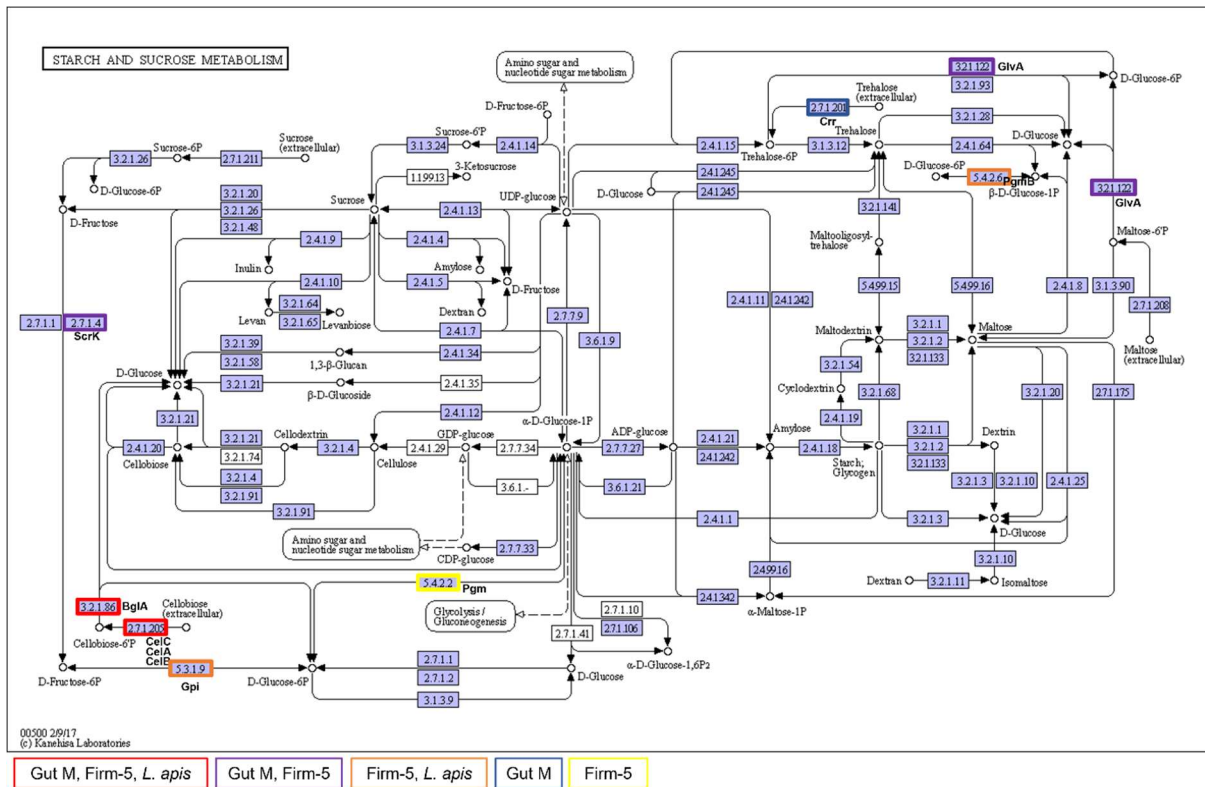 STARCH AND SUCROSE METABOLISM
Amino sugar and
nucleotide sugar metabolism
3.2.1.122
GlvA
D-Glucose-6P
3.2.1.93
D-Fructose-6P
2.7.1.201
Crr
Trehalose
(extracellular)
3.2.1.28
Sucrose-6P
3.2.1.26
2.7.1.211
Sucrose
(extracellular)
Sucrose-6'P
3.1.3.24
2.4.1.14
2.4.1.15
Trehalose-6P
3.1.3.12
Trehalose
2.4.1.64
D-Glucose
D-Glucose-6P
3-Ketosucrose
1.1.99.13
2.4.1.245
D-Glucose
2.4.1.245
D-Glucose-6P
5.4.2.6
PgmB
β-D-Glucose-1P
3.2.1.122
GlvA
D-Fructose
3.2.1.20
3.2.1.26
3.2.1.48
Sucrose
2.4.1.13
UDP-glucose
3.2.1.141
2.4.1.9
2.4.1.4
Inulin
Amylose
Maltooligosyl-
trehalose
Maltose-6'P
2.4.1.10
2.4.1.5
D-Fructose
5.4.99.15
5.4.99.16
2.4.1.8
3.1.3.90
3.2.1.64
3.2.1.65
Levan
Levanbiose
Dextran
2.4.1.11
2.4.1.242
2.7.1.208
2.7.1.1
2.7.1.4
ScrK
2.4.1.7
2.7.7.9
3.6.1.9
Maltodextrin
3.2.1.1
3.2.1.2
3.2.1.133
Maltose
Maltose
(extracellular)
3.2.1.39
3.2.1.58
1,3-β-Glucan
2.4.1.34
3.2.1.54
D-Glucose
3.2.1.21
β-D-Glucoside
2.4.1.35
Cyclodextrin
3.2.1.68
3.2.1.20
2.7.1.175
3.2.1.21
2.4.1.12
α-D-Glucose-1P
2.4.1.19
2.4.1.20
Cellobiose
3.2.1.21
3.2.1.74
3.2.1.4
3.2.1.91
Cellodextrin
3.2.1.4
Cellulose
2.4.1.29
GDP-glucose
2.7.7.34
ADP-glucose
2.7.7.27
2.4.1.21
2.4.1.242
Amylose
2.4.1.18
Starch;
Glycogen
3.2.1.1
3.2.1.2
3.2.1.133
Dextrin
3.6.1.-
3.6.1.21
3.2.1.3
3.2.1.10
2.4.1.25
3.2.1.91
2.4.1.1
3.2.1.3
D-Glucose
Amino sugar and
nucleotide sugar metabolism
2.7.7.33
CDP-glucose
2.4.99.16
3.2.1.10
5.4.2.2
Pgm
Dextran
3.2.1.11
Isomaltose
3.2.1.86
BglA
Cellobiose
(extracellular)
2.4.1.342
α-Maltose-1P
Glycolysis /
Gluconeogenesis
2.7.1.10
2.7.1.106
2.7.1.205
Cellobiose-6'P
CelC
CelA
CelB
2.7.1.41
α-D-Glucose-1,6P2
D-Fructose-6P
5.3.1.9
Gpi
D-Glucose-6P
2.7.1.1
2.7.1.2
3.1.3.9
D-Glucose
00500 2/9/17
(c) Kanehisa Laboratories
Gut M, Firm-5, L. apis
Gut M, Firm-5
Firm-5, L. apis
Gut M
Firm-5